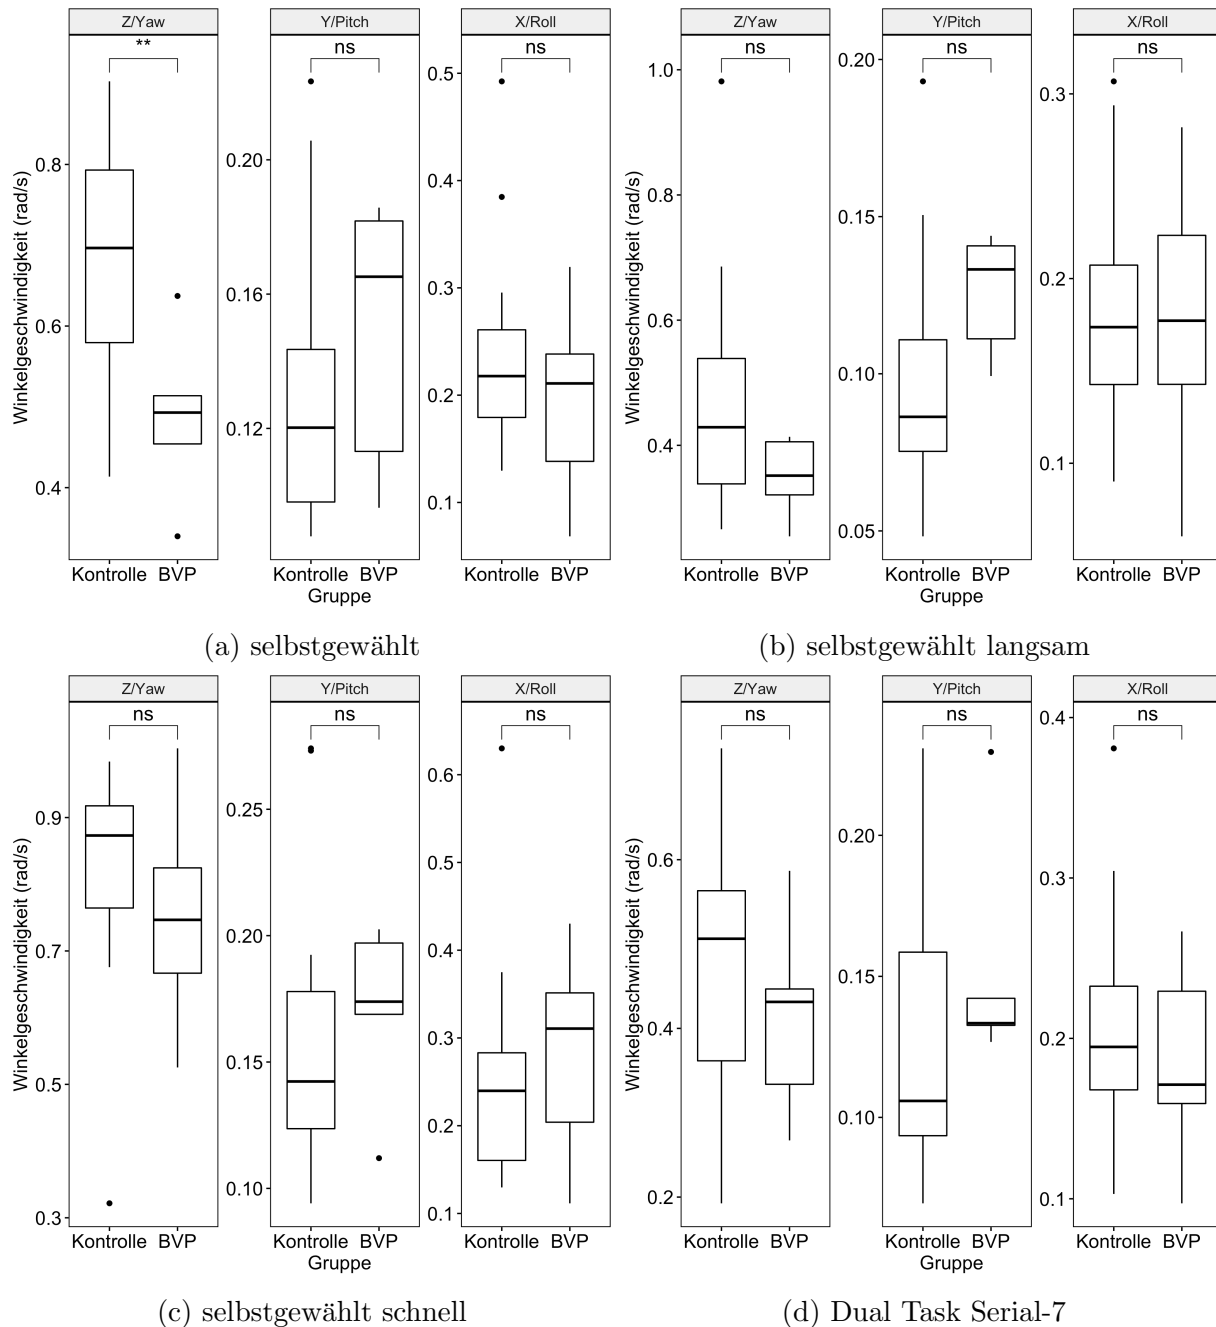 Z/Yaw Y/Pitch X/Roll
** ns ns
Winkelgeschwindigkeit (rad/s)
0.8
0.6
0.4
0.20
0.16
0.12
0.5
0.4
0.3
0.2
0.1
Kontrolle BVP Kontrolle BVP Kontrolle BVP
Gruppe
(a) selbstgewählt
Z/Yaw Y/Pitch X/Roll
ns ns ns
Winkelgeschwindigkeit (rad/s)
1.0
0.8
0.6
0.4
0.20
0.15
0.10
0.05
0.3
0.2
0.1
Kontrolle BVP Kontrolle BVP Kontrolle BVP
Gruppe
(b) selbstgewählt langsam
Z/Yaw Y/Pitch X/Roll
ns ns ns
Winkelgeschwindigkeit (rad/s)
0.9
0.7
0.5
0.3
0.25
0.20
0.15
0.10
0.6
0.5
0.4
0.3
0.2
0.1
Kontrolle BVP Kontrolle BVP Kontrolle BVP
Gruppe
(c) selbstgewählt schnell
Z/Yaw Y/Pitch X/Roll
ns ns ns
Winkelgeschwindigkeit (rad/s)
0.6
0.4
0.2
0.20
0.15
0.10
0.4
0.3
0.2
0.1
Kontrolle BVP Kontrolle BVP Kontrolle BVP
Gruppe
(d) Dual Task Serial-7